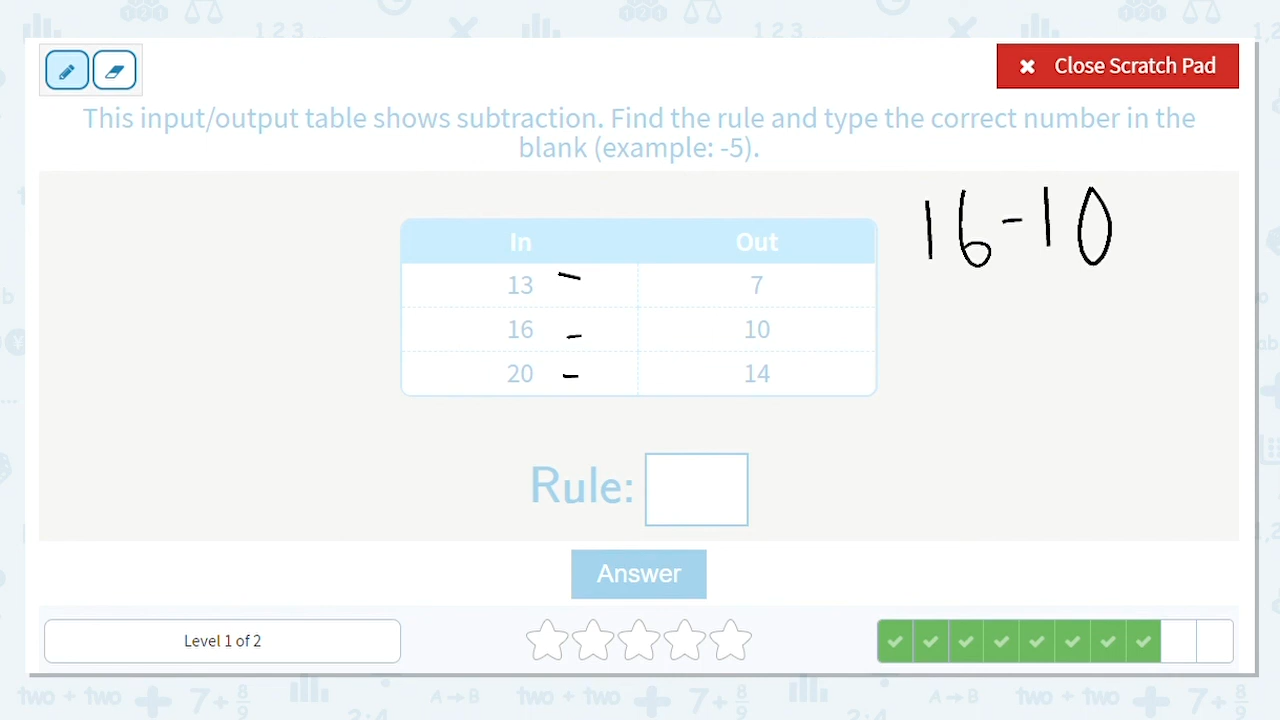 Close Scratch Pad
This input/output table shows subtraction. Find the rule and type the correct number in the
blank (example: -5).
16-10
In Out
13 - 7
16 - 10
20 - 14
Rule:
Answer
Level 1 of 2